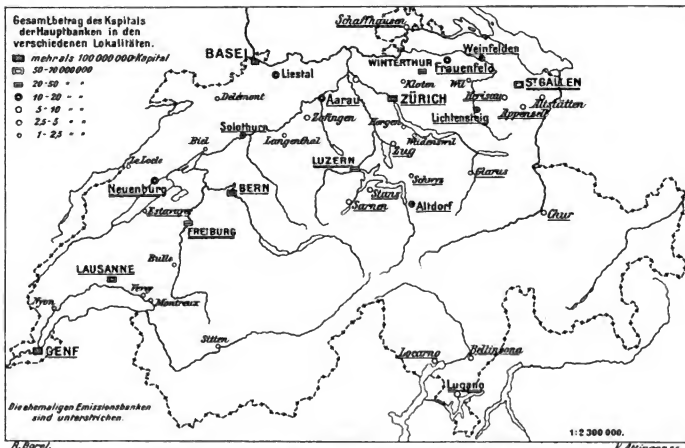 Gesamtbetrag des Kapitals
der Hauptbanken in den
verschiedenen Lokalitäten.
mehr als 100 000 000 Kapital
50-70 000 000
20-50 " "
10-20 " "
5-10 " "
2,5-5 " "
1-2,5 " "
Schaffhausen
BASEL
WINTERTHUR
Weinfelden
Liestal
Frauenfeld
Kloten
Wil
ST GALLEN
Delémont
Aarau
ZÜRICH
Herisau
Altstätten
Appenzell
Zofingen
Lichtensteig
Solothurn
Horgen
Langenthal
Wädenswil
Biel
Zug
Le Locle
LUZERN
Schwyz
Glarus
Neuenburg
BERN
Stans
Sarnen
Altdorf
Estavayer
Chur
FREIBURG
Bulle
LAUSANNE
Vevey
Montreux
Nyon
Sitten
GENF
Locarno
Bellinzona
Lugano
Die ehemaligen Emissionsbanken
sind unterstrichen.
1:2 300 000.
R. Borel.
V. Attinger